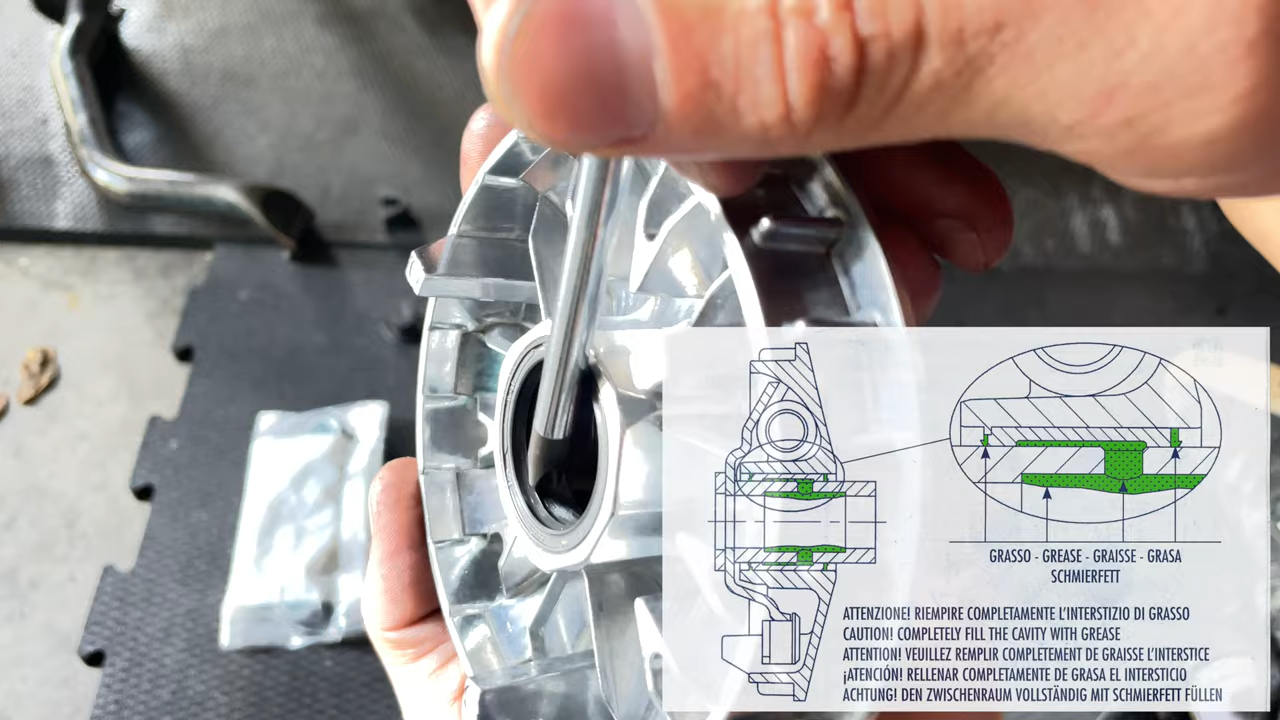 GRASSO - GREASE - GRAISSE - GRASA
SCHMIERFETT
ATTENZIONE! RIEMPIRE COMPLETAMENTE L'INTERSTIZIO DI GRASSO
CAUTION! COMPLETELY FILL THE CAVITY WITH GREASE
ATTENTION! VEUILLEZ REMPLIR COMPLETEMENT DE GRAISSE L'INTERSTICE
¡ATENCIÓN! RELLENAR COMPLETAMENTE DE GRASA EL INTERSTICIO
ACHTUNG! DEN ZWISCHENRAUM VOLLSTÄNDIG MIT SCHMIERFETT FÜLLEN